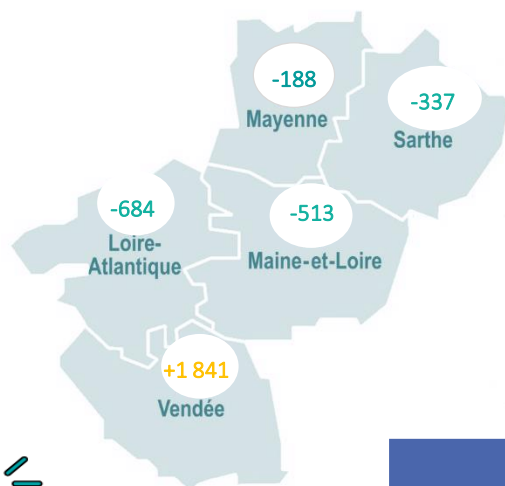 -188
Mayenne
-337
Sarthe
-684
Loire-
Atlantique
-513
Maine-et-Loire
+1 841
Vendée